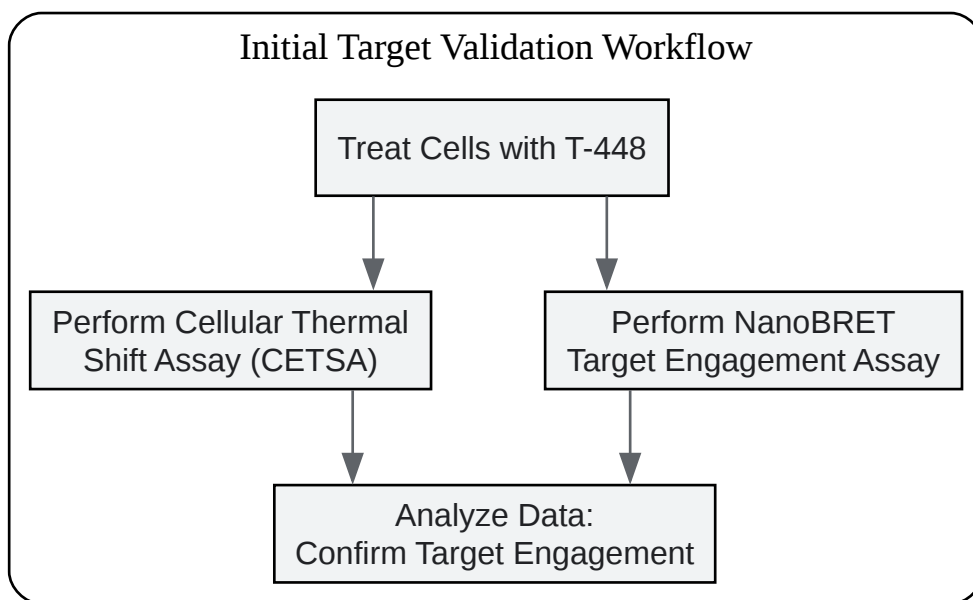 Initial Target Validation Workflow
Treat Cells with T-448
Perform Cellular Thermal
Shift Assay (CETSA)
Perform NanoBRET
Target Engagement Assay
Analyze Data:
Confirm Target Engagement